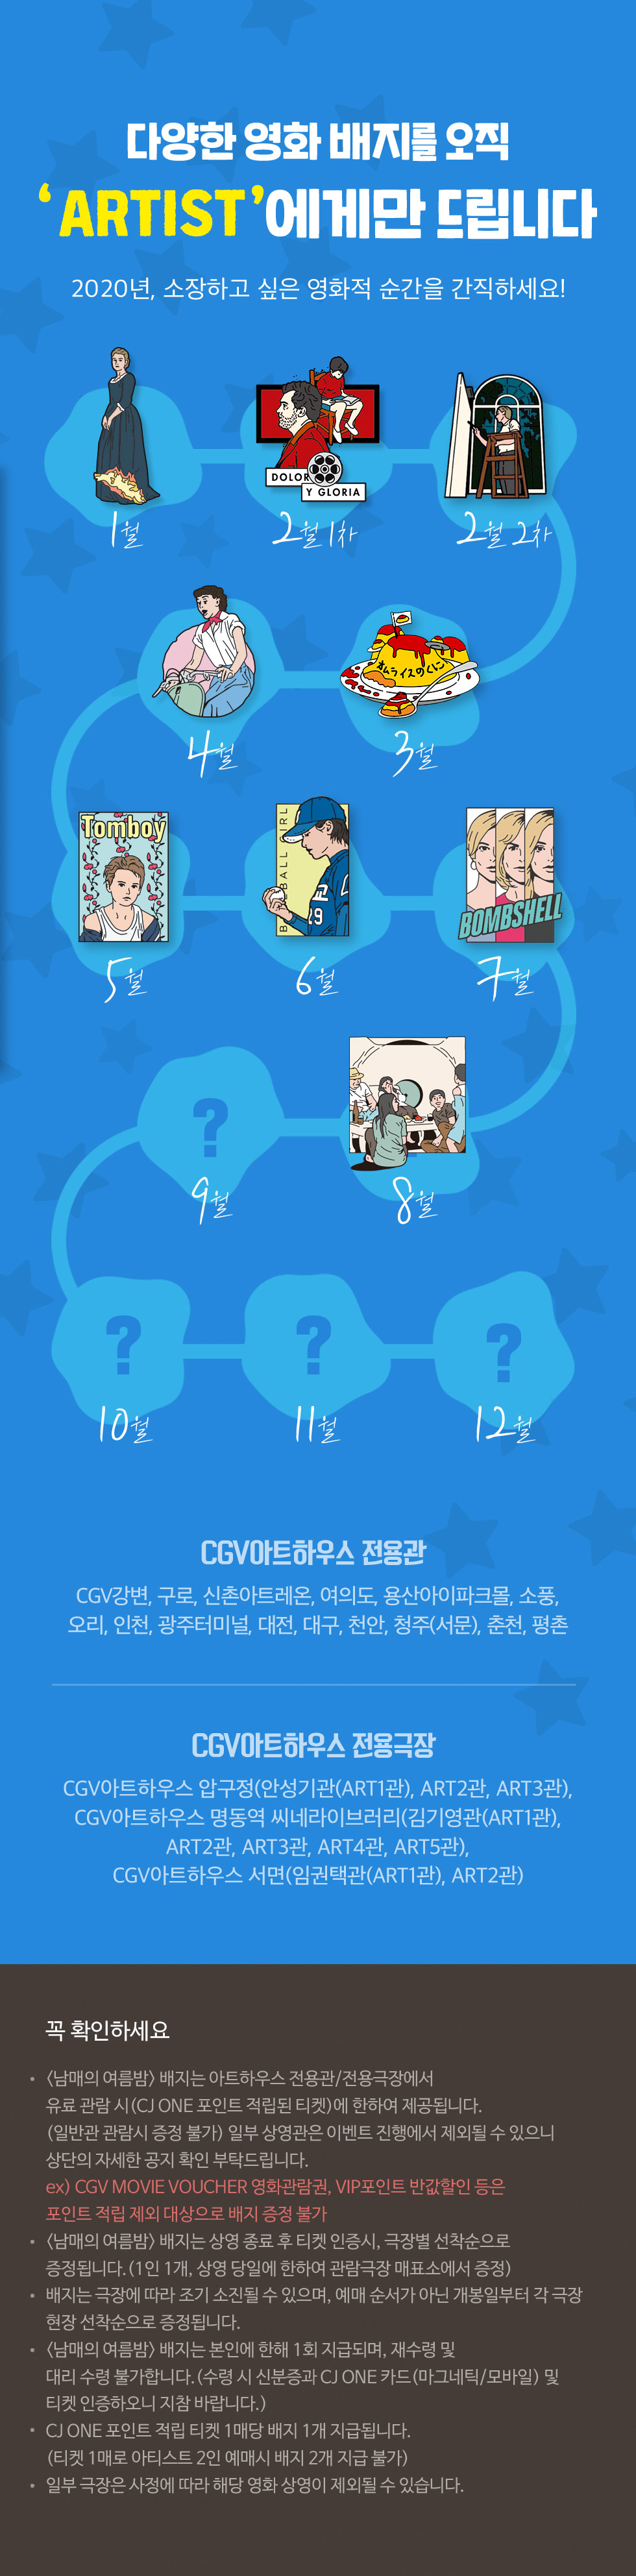 다양한 영화 배지를 오직
‘ARTIST’에게만 드립니다
2020년, 소장하고 싶은 영화적 순간을 간직하세요!
DOLOR
Y GLORIA
1월
2월 1차
2월 2차
オムライスのくに
4월
3월
Tomboy
B
BALL
IRL
교
29
BOMBSHELL
5월
6월
7월
?
9월
8월
?
?
?
10월
11월
12월
CGV아트하우스 전용관
CGV강변, 구로, 신촌아트레온, 여의도, 용산아이파크몰, 소풍,
오리, 인천, 광주터미널, 대전, 대구, 천안, 청주(서문), 춘천, 평촌
CGV아트하우스 전용극장
CGV아트하우스 압구정(안성기관(ART1관), ART2관, ART3관),
CGV아트하우스 명동역 씨네라이브러리(김기영관(ART1관),
ART2관, ART3관, ART4관, ART5관),
CGV아트하우스 서면(임권택관(ART1관), ART2관)
꼭 확인하세요
• 〈남매의 여름밤〉 배지는 아트하우스 전용관/전용극장에서
유료 관람 시(CJ ONE 포인트 적립된 티켓)에 한하여 제공됩니다.
(일반관 관람시 증정 불가) 일부 상영관은 이벤트 진행에서 제외될 수 있으니
상단의 자세한 공지 확인 부탁드립니다.
ex) CGV MOVIE VOUCHER 영화관람권, VIP포인트 반값할인 등은
포인트 적립 제외 대상으로 배지 증정 불가
• 〈남매의 여름밤〉 배지는 상영 종료 후 티켓 인증시, 극장별 선착순으로
증정됩니다.(1인 1개, 상영 당일에 한하여 관람극장 매표소에서 증정)
• 배지는 극장에 따라 조기 소진될 수 있으며, 예매 순서가 아닌 개봉일부터 각 극장
현장 선착순으로 증정됩니다.
• 〈남매의 여름밤〉 배지는 본인에 한해 1회 지급되며, 재수령 및
대리 수령 불가합니다.(수령 시 신분증과 CJ ONE 카드(마그네틱/모바일) 및
티켓 인증하오니 지참 바랍니다.)
• CJ ONE 포인트 적립 티켓 1매당 배지 1개 지급됩니다.
(티켓 1매로 아티스트 2인 예매시 배지 2개 지급 불가)
• 일부 극장은 사정에 따라 해당 영화 상영이 제외될 수 있습니다.